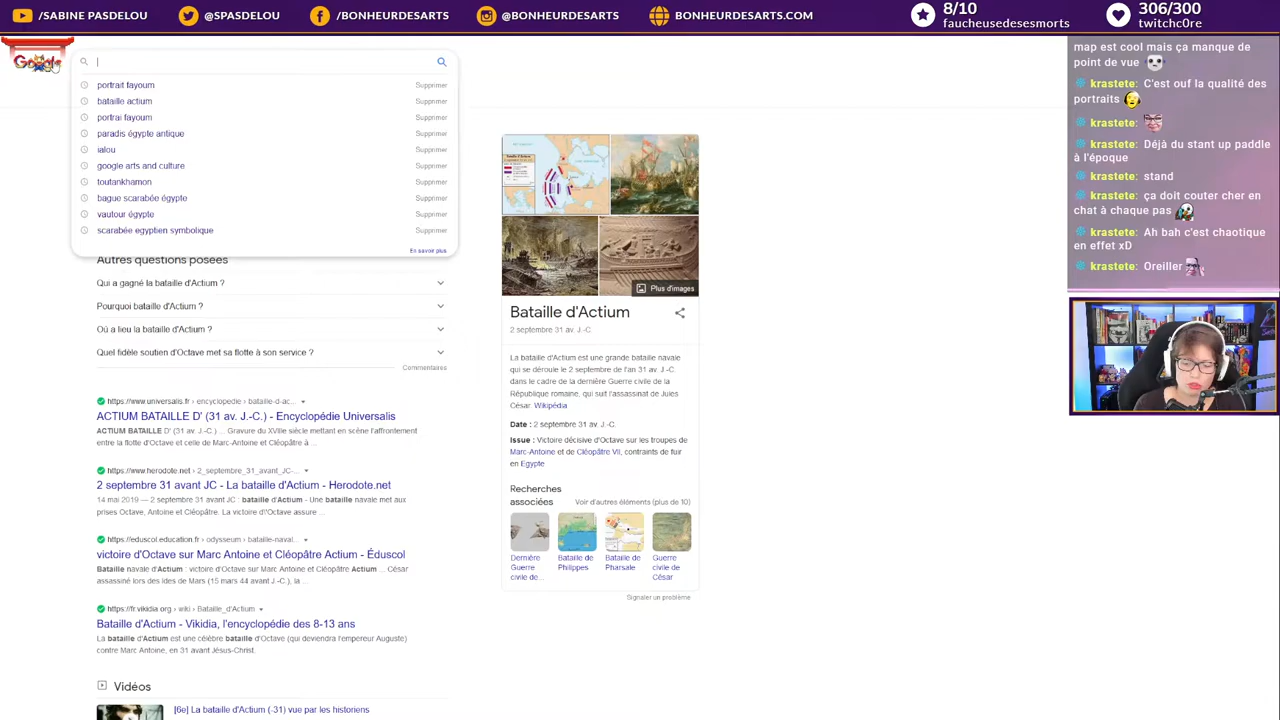 /SABINE PASDELOU
@SPASDELOU
/BONHEURDESARTS
@BONHEURDESARTS
BONHEURDESARTS.COM
8/10
faucheusedesesmorts
306/300
twitchc0re
Google
portrait fayoum
Supprimer
bataille actium
Supprimer
portrai fayoum
Supprimer
paradis égypte antique
Supprimer
ialou
Supprimer
google arts and culture
Supprimer
toutankhamon
Supprimer
bague scarabée égypte
Supprimer
vautour égypte
Supprimer
scarabée egyptien symbolique
Supprimer
En savoir plus
Autres questions posées
Qui a gagné la bataille d'Actium ?
Pourquoi bataille d'Actium ?
Où a lieu la bataille d'Actium ?
Quel fidèle soutien d'Octave met sa flotte à son service ?
Commentaires
https://www.universalis.fr › encyclopedie › bataille-d-ac...
ACTIUM BATAILLE D' (31 av. J.-C.) - Encyclopédie Universalis
ACTIUM BATAILLE D' (31 av. J.-C.) ... Gravure du XVIIe siècle mettant en scène l'affrontement
entre la flotte d'Octave et celle de Marc-Antoine et Cléopâtre à ...
https://www.herodote.net › 2_septembre_31_avant_JC-...
2 septembre 31 avant JC - La bataille d'Actium - Herodote.net
14 mai 2019 — 2 septembre 31 avant JC : bataille d'Actium - Une bataille navale met aux
prises Octave, Antoine et Cléopâtre. La victoire d'Octave assure ...
https://eduscol.education.fr › odysseum › bataille-naval...
victoire d'Octave sur Marc Antoine et Cléopâtre Actium - Éduscol
Bataille navale d'Actium : victoire d'Octave sur Marc Antoine et Cléopâtre Actium ... César
assassiné lors des Ides de Mars (15 mars 44 avant J.-C.), la ...
https://fr.vikidia.org › wiki › Bataille_d'Actium
Bataille d'Actium - Vikidia, l'encyclopédie des 8-13 ans
La bataille d'Actium est une célèbre bataille d'Octave (qui deviendra l'empereur Auguste)
contre Marc Antoine, en 31 avant Jésus-Christ.
Vidéos
[6e] La bataille d'Actium (-31) vue par les historiens
Plus d'images
Bataille d'Actium
2 septembre 31 av. J.-C.
La bataille d'Actium est une grande bataille navale
qui se déroule le 2 septembre de l'an 31 av. J.-C.
dans le cadre de la dernière Guerre civile de la
République romaine, qui suit l'assassinat de Jules
César. Wikipédia
Date : 2 septembre 31 av. J.-C.
Issue : Victoire décisive d'Octave sur les troupes de
Marc-Antoine et de Cléopâtre VII, contraints de fuir
en Egypte
Recherches
associées
Voir d'autres éléments (plus de 10)
Dernière
Guerre
civile de...
Bataille de
Philippes
Bataille de
Pharsale
Guerre
civile de
César
Signaler un problème
map est cool mais ça manque de
point de vue
krastete: C'est ouf la qualité des
portraits
krastete:
krastete: Déjà du stand up paddle
à l'époque
krastete: stand
krastete: ça doit couter cher en
chat à chaque pas
krastete: Ah bah c'est chaotique
en effet xD
krastete: Oreiller